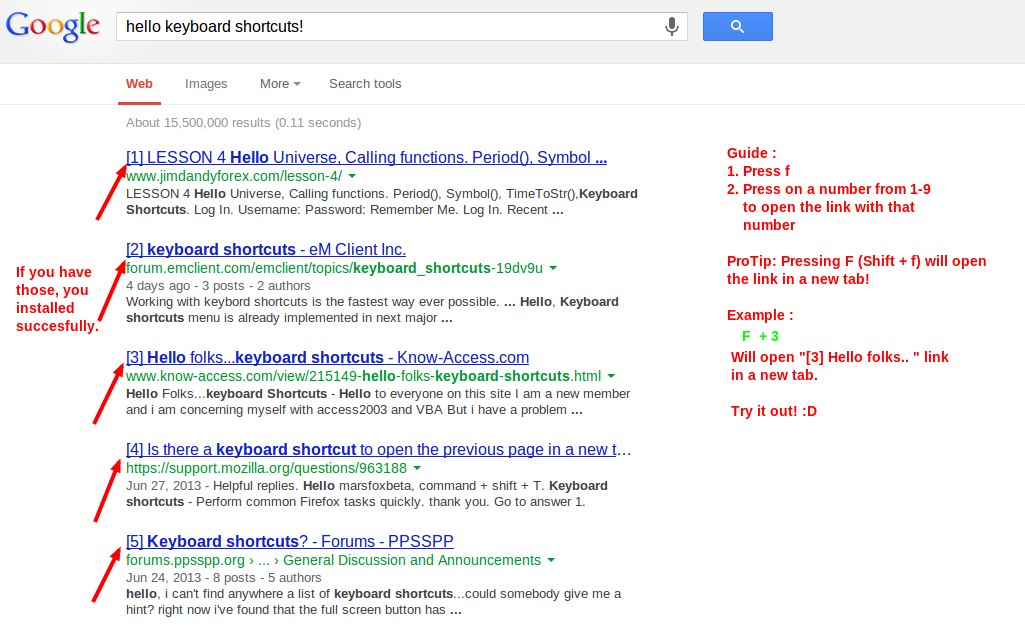 Google
hello keyboard shortcuts!
Web Images More Search tools
About 15,500,000 results (0.11 seconds)
[1] LESSON 4 Hello Universe, Calling functions. Period(), Symbol ...
www.jimdandyforex.com/lesson-4/
LESSON 4 Hello Universe, Calling functions. Period(), Symbol(), TimeToStr(),Keyboard
Shortcuts. Log In. Username: Password: Remember Me. Log In. Recent ...
[2] keyboard shortcuts - eM Client Inc.
forum.emclient.com/emclient/topics/keyboard_shortcuts-19dv9u
4 days ago - 3 posts - 2 authors
Working with keybord shortcuts is the fastest way ever possible. ... Hello, Keyboard
shortcuts menu is already implemented in next major ...
[3] Hello folks...keyboard shortcuts - Know-Access.com
www.know-access.com/view/215149-hello-folks-keyboard-shortcuts.html
Hello Folks...keyboard Shortcuts - Hello to everyone on this site I am a new member
and i am concerning myself with access2003 and VBA But i have a problem ...
[4] Is there a keyboard shortcut to open the previous page in a new t...
https://support.mozilla.org/questions/963188
Jun 27, 2013 - Helpful replies. Hello marsfoxbeta, command + shift + T. Keyboard
shortcuts - Perform common Firefox tasks quickly. thank you. Go to answer 1.
[5] Keyboard shortcuts? - Forums - PPSSPP
forums.ppsspp.org › ... › General Discussion and Announcements
Jun 24, 2013 - 8 posts - 5 authors
hello, i can't find anywhere a list of keyboard shortcuts...could somebody give me a
hint? right now i've found that the full screen button has ...
If you have
those, you
installed
succesfully.
Guide :
1. Press f
2. Press on a number from 1-9
to open the link with that
number
ProTip: Pressing F (Shift + f) will open
the link in a new tab!
Example :
F + 3
Will open "[3] Hello folks.. " link
in a new tab.
Try it out! :D